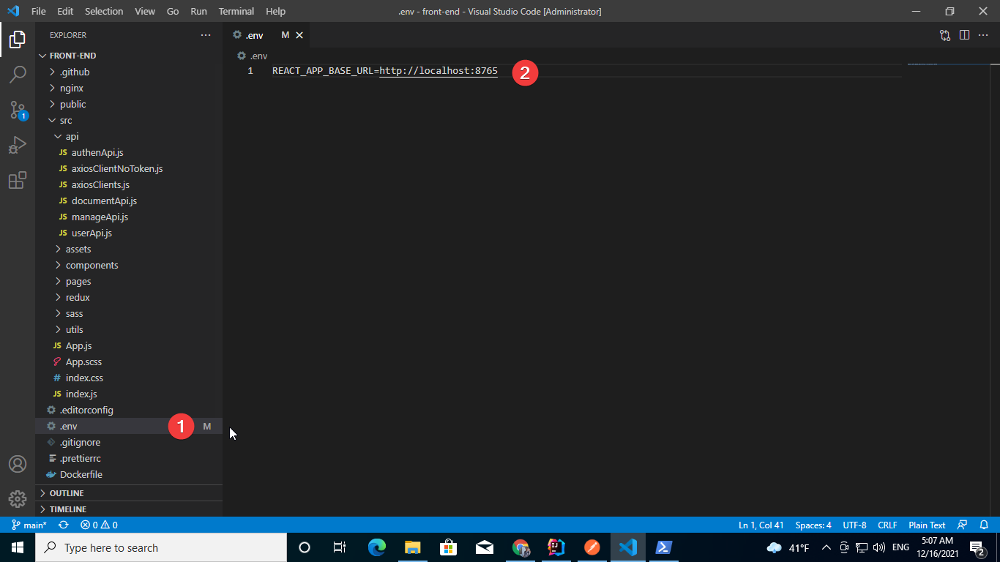 File Edit Selection View Go Run Terminal Help .env - front-end - Visual Studio Code [Administrator]
EXPLORER
.env M
FRONT-END
.env
.github
1 REACT_APP_BASE_URL=http://localhost:8765 2
nginx
public
src
1
api
JS authenApi.js
JS axiosClientNoToken.js
JS axiosClients.js
JS documentApi.js
JS manageApi.js
JS userApi.js
assets
components
pages
redux
sass
utils
JS App.js
App.scss
# index.css
JS index.js
.editorconfig
.env 1 M
.gitignore
.prettierrc
Dockerfile
OUTLINE
TIMELINE
main* 0 0 Ln 1, Col 41 Spaces: 4 UTF-8 CRLF Plain Text
Type here to search IJ 41°F ENG 5:07 AM
12/16/2021 2